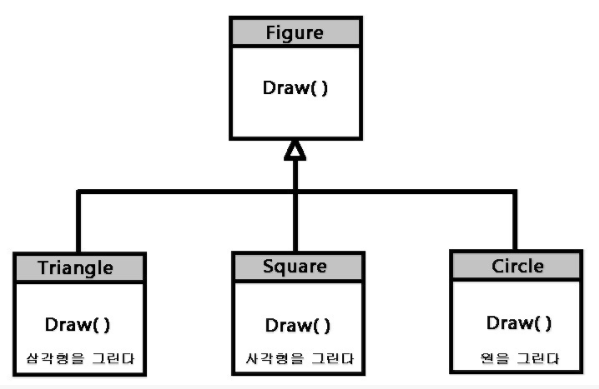 Figure
Draw( )
Triangle
Draw( )
삼각형을 그린다
Square
Draw( )
사각형을 그린다
Circle
Draw( )
원을 그린다